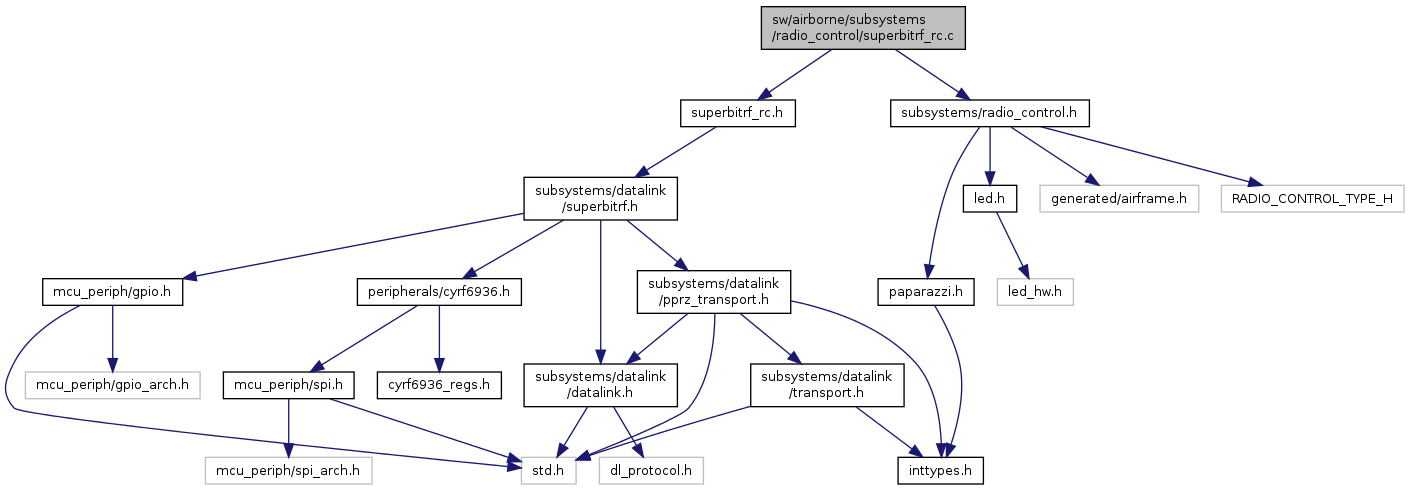 sw/airborne/subsystems
/radio_control/superbitrf_rc.c
superbitrf_rc.h
subsystems/radio_control.h
subsystems/datalink
/superbitrf.h
led.h
generated/airframe.h
RADIO_CONTROL_TYPE_H
mcu_periph/gpio.h
peripherals/cyrf6936.h
subsystems/datalink
/pprz_transport.h
paparazzi.h
led_hw.h
mcu_periph/gpio_arch.h
mcu_periph/spi.h
cyrf6936_regs.h
subsystems/datalink
/datalink.h
subsystems/datalink
/transport.h
mcu_periph/spi_arch.h
std.h
dl_protocol.h
inttypes.h